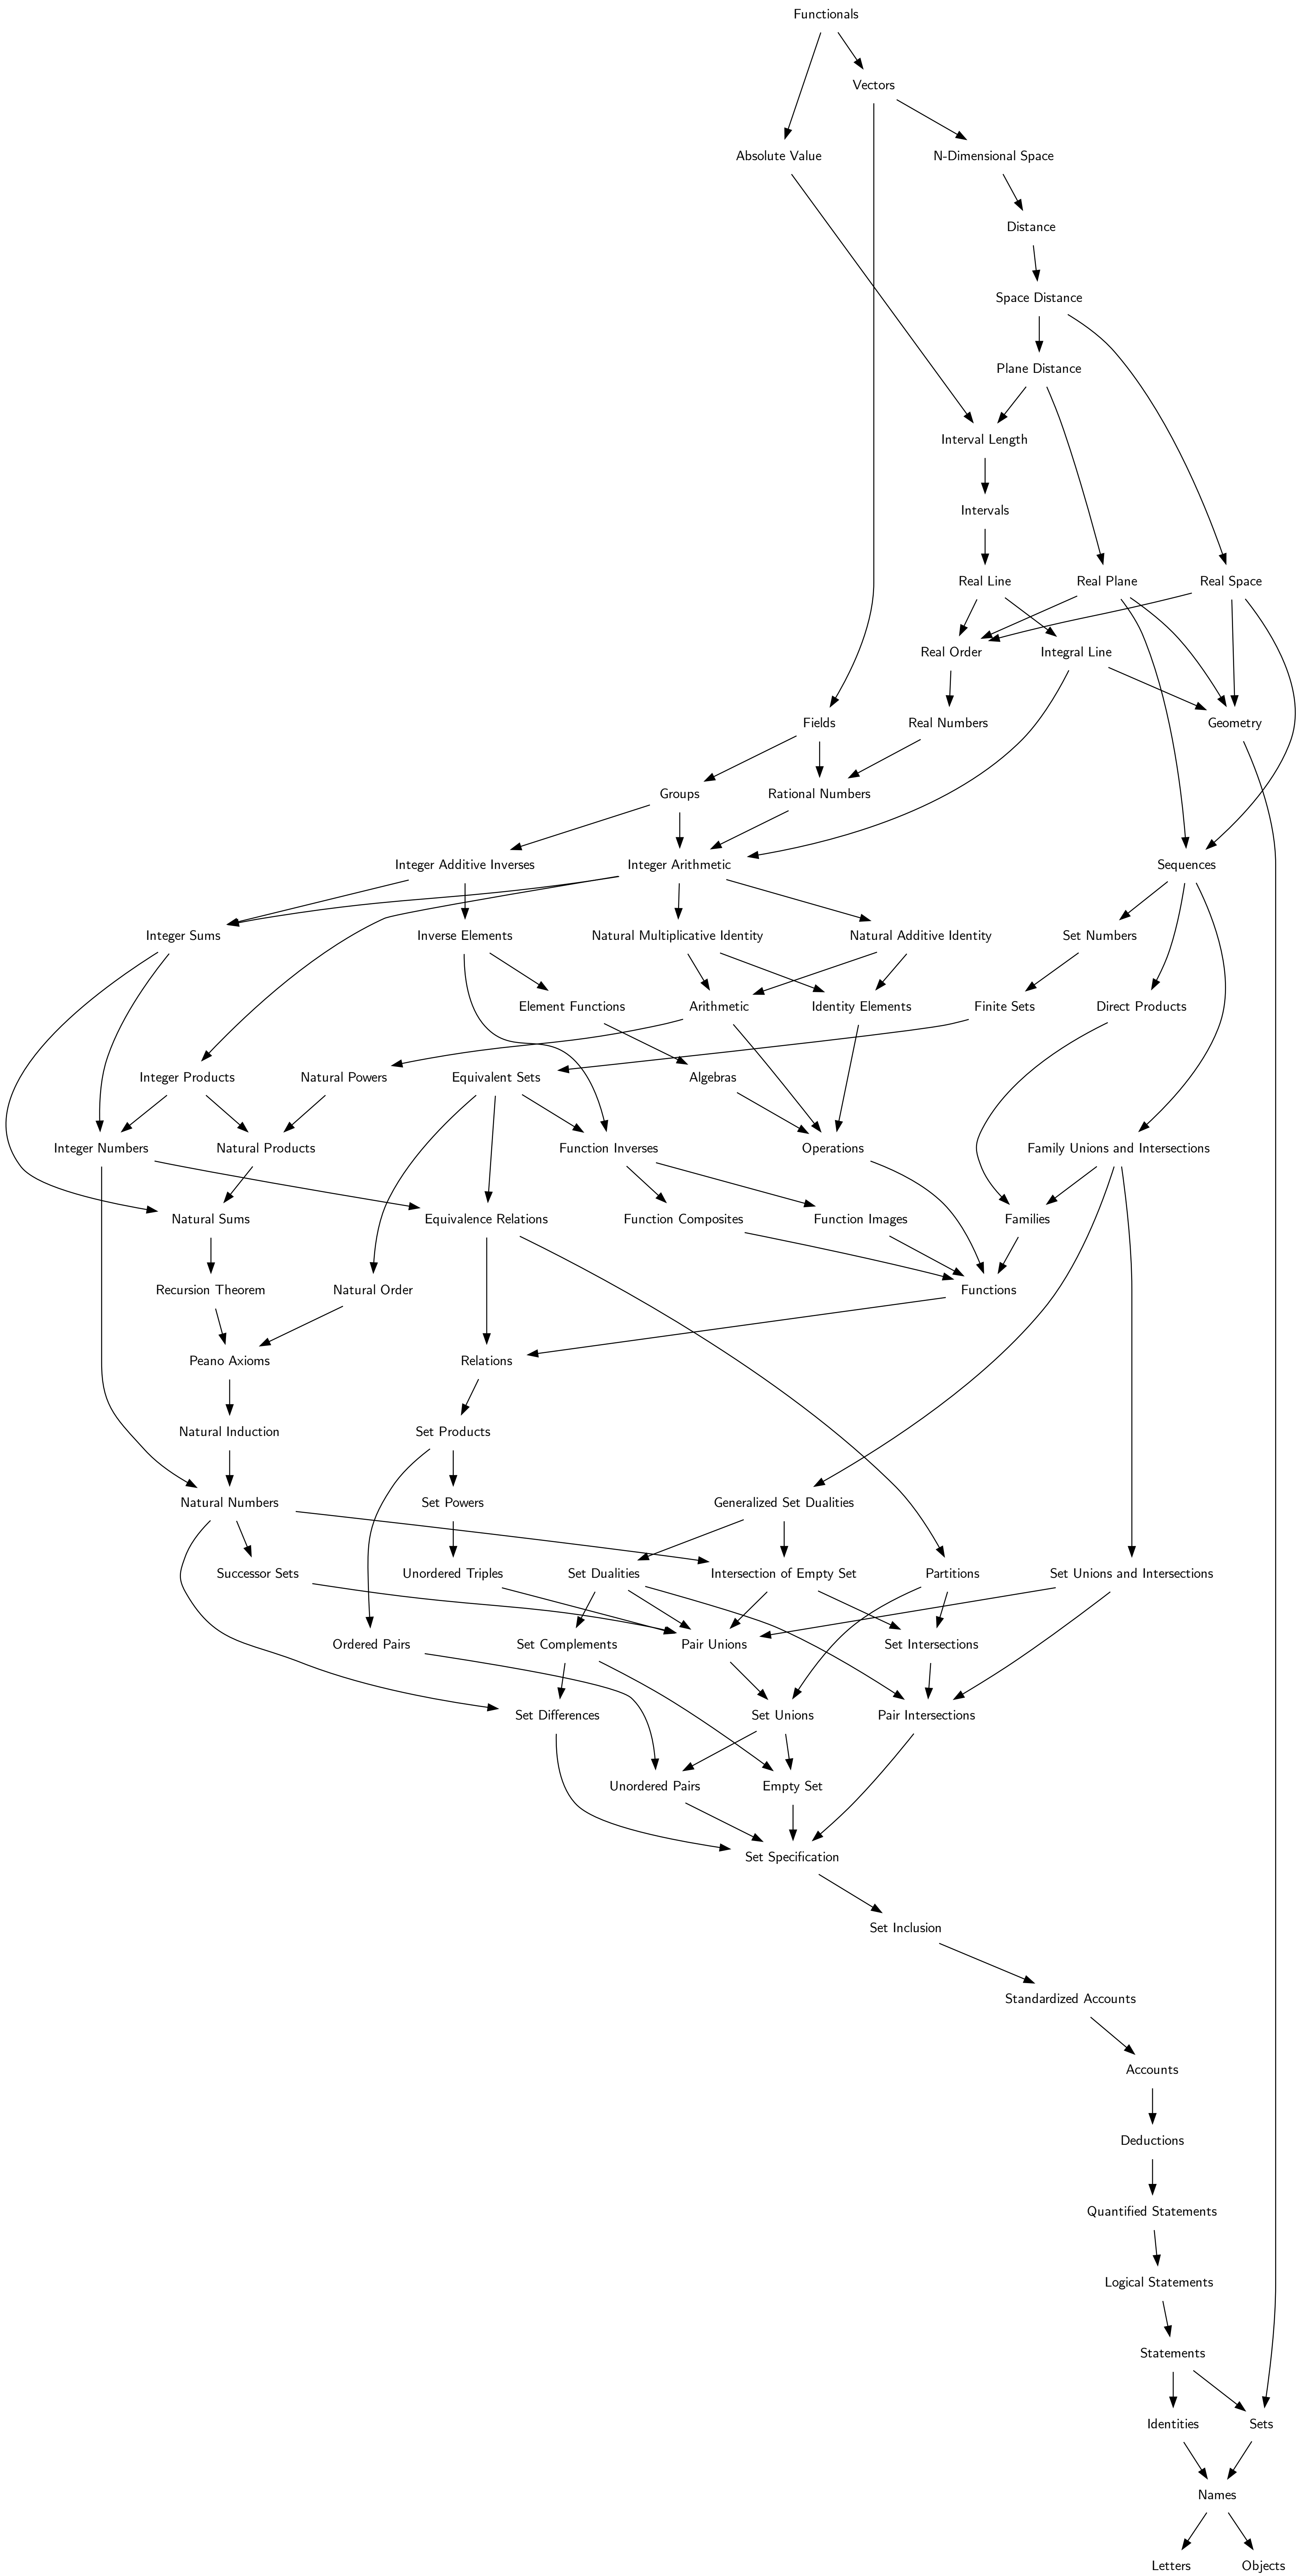 Functionals
Vectors
Absolute Value
N-Dimensional Space
Distance
Space Distance
Plane Distance
Interval Length
Intervals
Real Line
Real Plane
Real Space
Real Order
Integral Line
Fields
Real Numbers
Geometry
Groups
Rational Numbers
Integer Additive Inverses
Integer Arithmetic
Sequences
Integer Sums
Inverse Elements
Natural Multiplicative Identity
Natural Additive Identity
Set Numbers
Element Functions
Arithmetic
Identity Elements
Finite Sets
Direct Products
Integer Products
Natural Powers
Equivalent Sets
Algebras
Integer Numbers
Natural Products
Function Inverses
Operations
Family Unions and Intersections
Natural Sums
Equivalence Relations
Function Composites
Function Images
Families
Recursion Theorem
Natural Order
Functions
Peano Axioms
Relations
Natural Induction
Set Products
Natural Numbers
Set Powers
Generalized Set Dualities
Successor Sets
Unordered Triples
Set Dualities
Intersection of Empty Set
Partitions
Set Unions and Intersections
Ordered Pairs
Set Complements
Pair Unions
Set Intersections
Set Differences
Set Unions
Pair Intersections
Unordered Pairs
Empty Set
Set Specification
Set Inclusion
Standardized Accounts
Accounts
Deductions
Quantified Statements
Logical Statements
Statements
Identities
Sets
Names
Letters
Objects